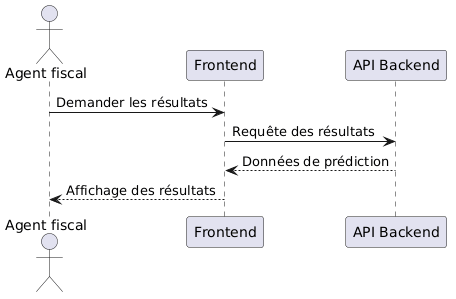 Agent fiscal
Frontend
API Backend
Demander les résultats
Requête des résultats
Données de prédiction
Affichage des résultats
Agent fiscal
Frontend
API Backend